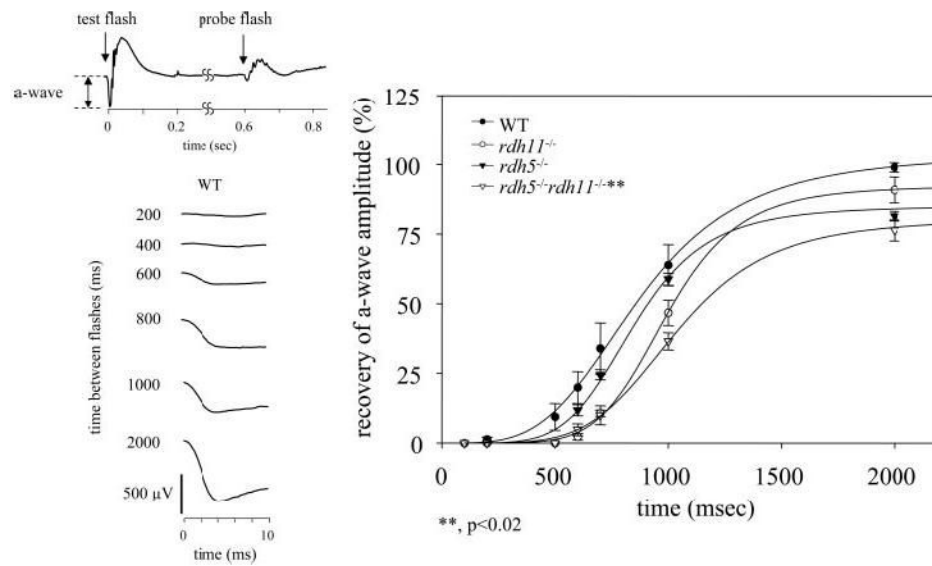 test flash
probe flash
a-wave
0 0.2 0.6 0.8
time (sec)
WT
200
400
600
800
1000
2000
time between flashes (ms)
500 µV
0 10
time (ms)
125
100
75
50
25
0
recovery of a-wave amplitude (%)
WT
rdh11-/-
rdh5-/-
rdh5-/-rdh11-/-**
0 500 1000 1500 2000
time (msec)
**, p<0.02